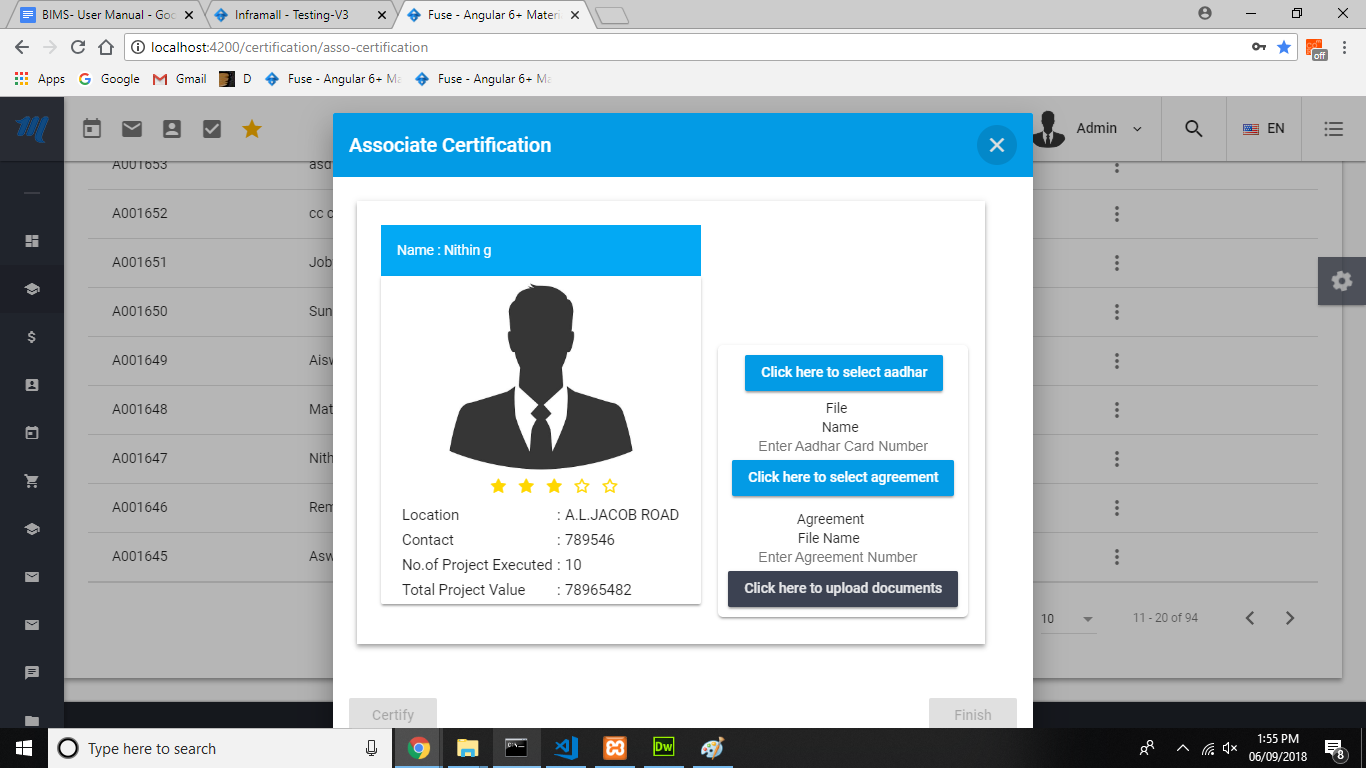 BIMS- User Manual - Goo
Inframall - Testing-V3
Fuse - Angular 6+ Materi
localhost:4200/certification/asso-certification
off
Apps
Google
Gmail
D
Fuse - Angular 6+ Ma
Fuse - Angular 6+ Ma
Associate Certification
Admin
EN
A001653 asd
A001652 cc c
A001651 Job
A001650 Sun
A001649 Aisw
A001648 Mat
A001647 Nith
A001646 Rem
A001645 Asw
Name : Nithin g
Location : A.L.JACOB ROAD
Contact : 789546
No.of Project Executed : 10
Total Project Value : 78965482
Click here to select aadhar
File
Name
Enter Aadhar Card Number
Click here to select agreement
Agreement
File Name
Enter Agreement Number
Click here to upload documents
10
11 - 20 of 94
Certify
Finish
Type here to search
Dw
1:55 PM
06/09/2018
8